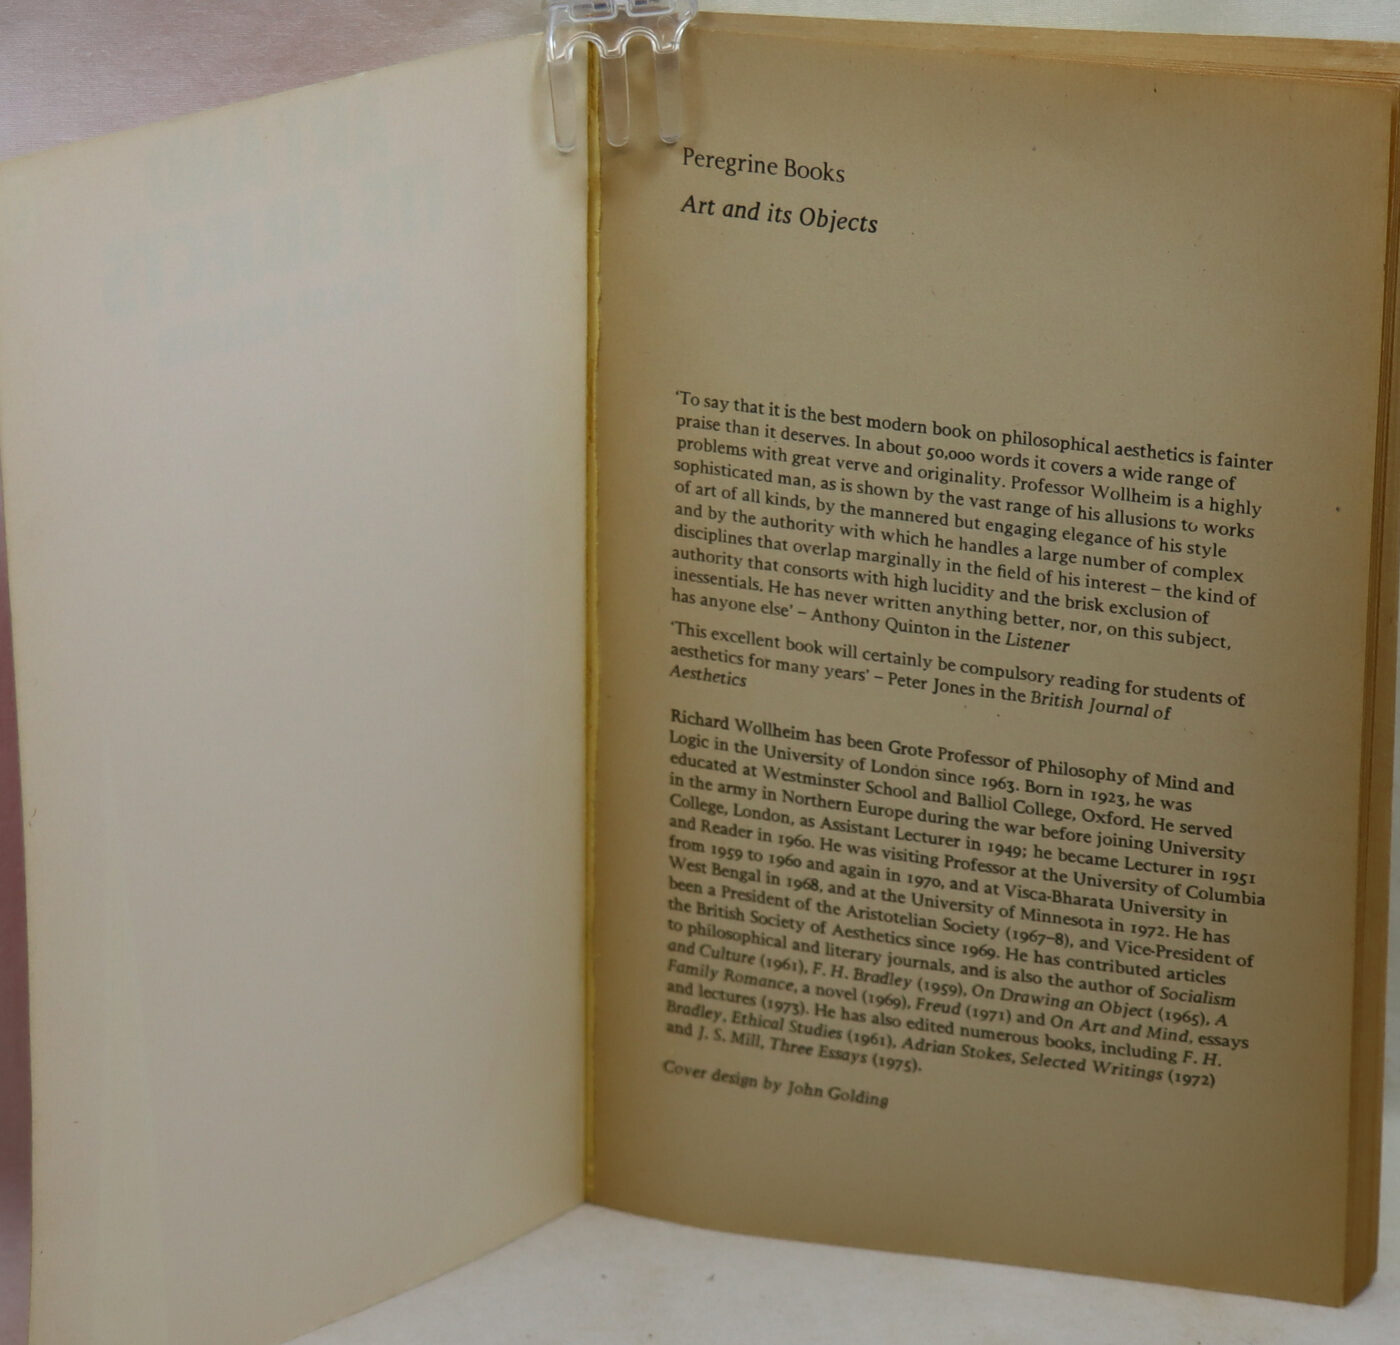 Peregrine Books
Art and its Objects
‘To say that it is the best modern book on philosophical aesthetics is fainter
praise than it deserves. In about 50,000 words it covers a wide range of
problems with great verve and originality. Professor Wollheim is a highly
sophisticated man, as is shown by the vast range of his allusions to works
of art of all kinds, by the mannered but engaging elegance of his style
and by the authority with which he handles a large number of complex
disciplines that overlap marginally in the field of his interest – the kind of
authority that consorts with high lucidity and the brisk exclusion of
inessentials. He has never written anything better, nor, on this subject,
has anyone else’ – Anthony Quinton in the Listener
‘This excellent book will certainly be compulsory reading for students of
aesthetics for many years’ – Peter Jones in the British Journal of
Aesthetics
Richard Wollheim has been Grote Professor of Philosophy of Mind and
Logic in the University of London since 1963. Born in 1923, he was
educated at Westminster School and Balliol College, Oxford. He served
in the army in Northern Europe during the war before joining University
College, London, as Assistant Lecturer in 1949; he became Lecturer in 1951
and Reader in 1960. He was visiting Professor at the University of Columbia
from 1959 to 1960 and again in 1970, and at Visca-Bharata University in
West Bengal in 1968, and at the University of Minnesota in 1972. He has
been a President of the Aristotelian Society (1967–8), and Vice-President of
the British Society of Aesthetics since 1969. He has contributed articles
to philosophical and literary journals, and is also the author of Socialism
and Culture (1961), F. H. Bradley (1959), On Drawing an Object (1965), A
Family Romance, a novel (1969), Freud (1971) and On Art and Mind, essays
and lectures (1973). He has also edited numerous books, including F. H.
Bradley, Ethical Studies (1961), Adrian Stokes, Selected Writings (1972)
and J. S. Mill, Three Essays (1975).
Cover design by John Golding